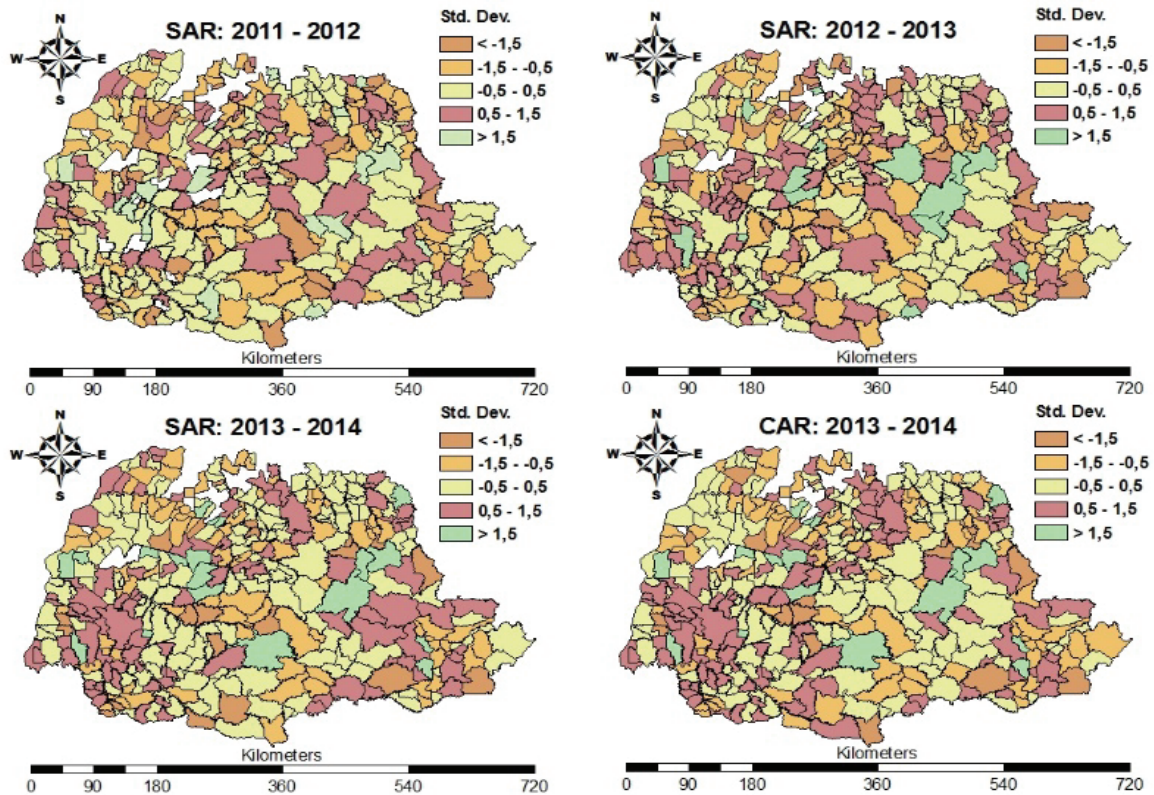 SAR: 2011 - 2012
N
W E
S
Std. Dev.
< -1,5
-1,5 - -0,5
-0,5 - 0,5
0,5 - 1,5
> 1,5
Kilometers
0 90 180 360 540 720
SAR: 2012 - 2013
N
W E
S
Std. Dev.
< -1,5
-1,5 - -0,5
-0,5 - 0,5
0,5 - 1,5
> 1,5
Kilometers
0 90 180 360 540 720
SAR: 2013 - 2014
N
W E
S
Std. Dev.
< -1,5
-1,5 - -0,5
-0,5 - 0,5
0,5 - 1,5
> 1,5
Kilometers
0 90 180 360 540 720
CAR: 2013 - 2014
N
W E
S
Std. Dev.
< -1,5
-1,5 - -0,5
-0,5 - 0,5
0,5 - 1,5
> 1,5
Kilometers
0 90 180 360 540 720